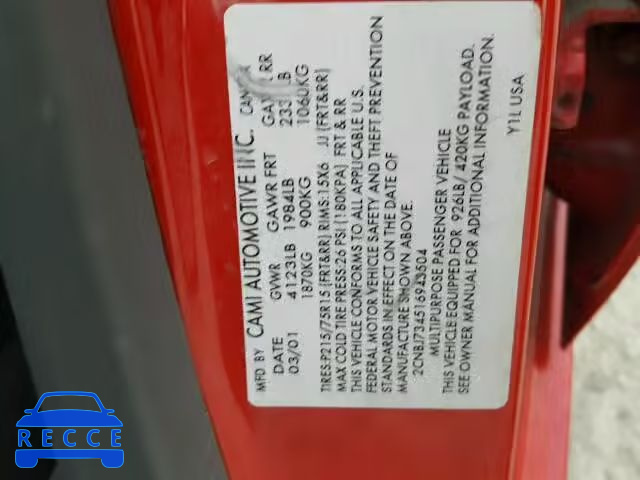 MFD BY CAMI AUTOMOTIVE INC.
DATE GVWR GAWR FRT RR
03/01 4123LB 1984LB
1870KG 900KG 1060KG
TIRES:P215/75R15 (FRT&RR) RIMS:15X6 JJ (FRT&RR)
MAX COLD TIRE PRESS:26 PSI (180KPA) FRT & RR
THIS VEHICLE CONFORMS TO ALL APPLICABLE U.S.
FEDERAL MOTOR VEHICLE SAFETY AND THEFT PREVENTION
STANDARDS IN EFFECT ON THE DATE OF
MANUFACTURE SHOWN ABOVE.
2CNBJ734516943504
MULTIPURPOSE PASSENGER VEHICLE
THIS VEHICLE EQUIPPED FOR 926LB/ 420KG PAYLOAD.
SEE OWNER MANUAL FOR ADDITIONAL INFORMATION.
Y1L USA
RECCE